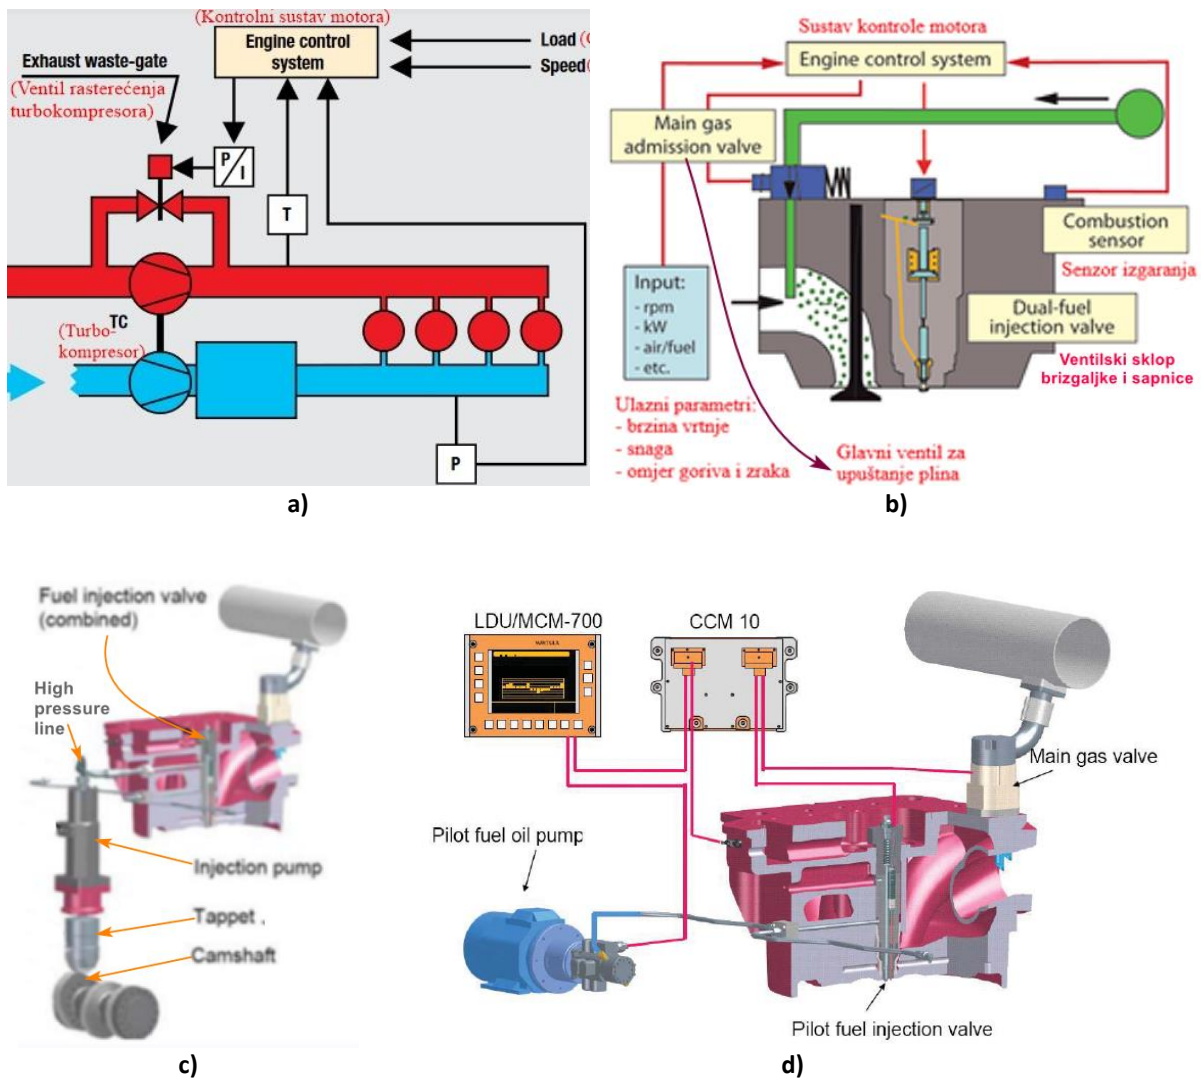 (Kontrolni sustav motora)
Engine control
system
Load (
Speed(
Exhaust waste-gate
(Ventil rasterećenja
turbokompresora)
P/I
T
TC
(Turbo-
kompresor)
P
a)
Sustav kontrole motora
Engine control system
Main gas
admission valve
Combustion
sensor
Senzor izgaranja
Input:
- rpm
- kW
- air/fuel
- etc.
Dual-fuel
injection valve
Ventilski sklop
brizgaljke i sapnice
Ulazni parametri:
- brzina vrtnje
- snaga
- omjer goriva i zraka
Glavni ventil za
upuštanje plina
b)
Fuel injection valve
(combined)
High
pressure
line
Injection pump
Tappet .
Camshaft
c)
LDU/MCM-700
CCM 10
Main gas valve
Pilot fuel oil pump
Pilot fuel injection valve
d)